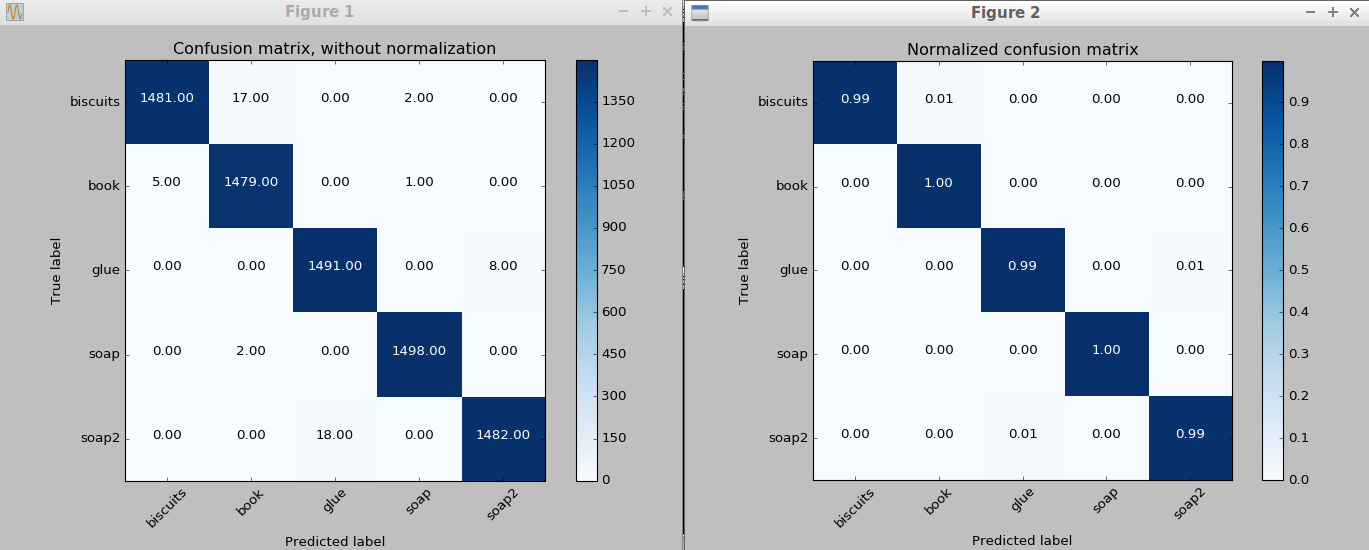 Figure 1
Confusion matrix, without normalization
biscuits 1481.00 17.00 0.00 2.00 0.00
book 5.00 1479.00 0.00 1.00 0.00
glue 0.00 0.00 1491.00 0.00 8.00
soap 0.00 2.00 0.00 1498.00 0.00
soap2 0.00 0.00 18.00 0.00 1482.00
True label
biscuits book glue soap soap2
Predicted label
1350
1200
1050
900
750
600
450
300
150
0
Figure 2
Normalized confusion matrix
biscuits 0.99 0.01 0.00 0.00 0.00
book 0.00 1.00 0.00 0.00 0.00
glue 0.00 0.00 0.99 0.00 0.01
soap 0.00 0.00 0.00 1.00 0.00
soap2 0.00 0.00 0.01 0.00 0.99
True label
biscuits book glue soap soap2
Predicted label
0.9
0.8
0.7
0.6
0.5
0.4
0.3
0.2
0.1
0.0